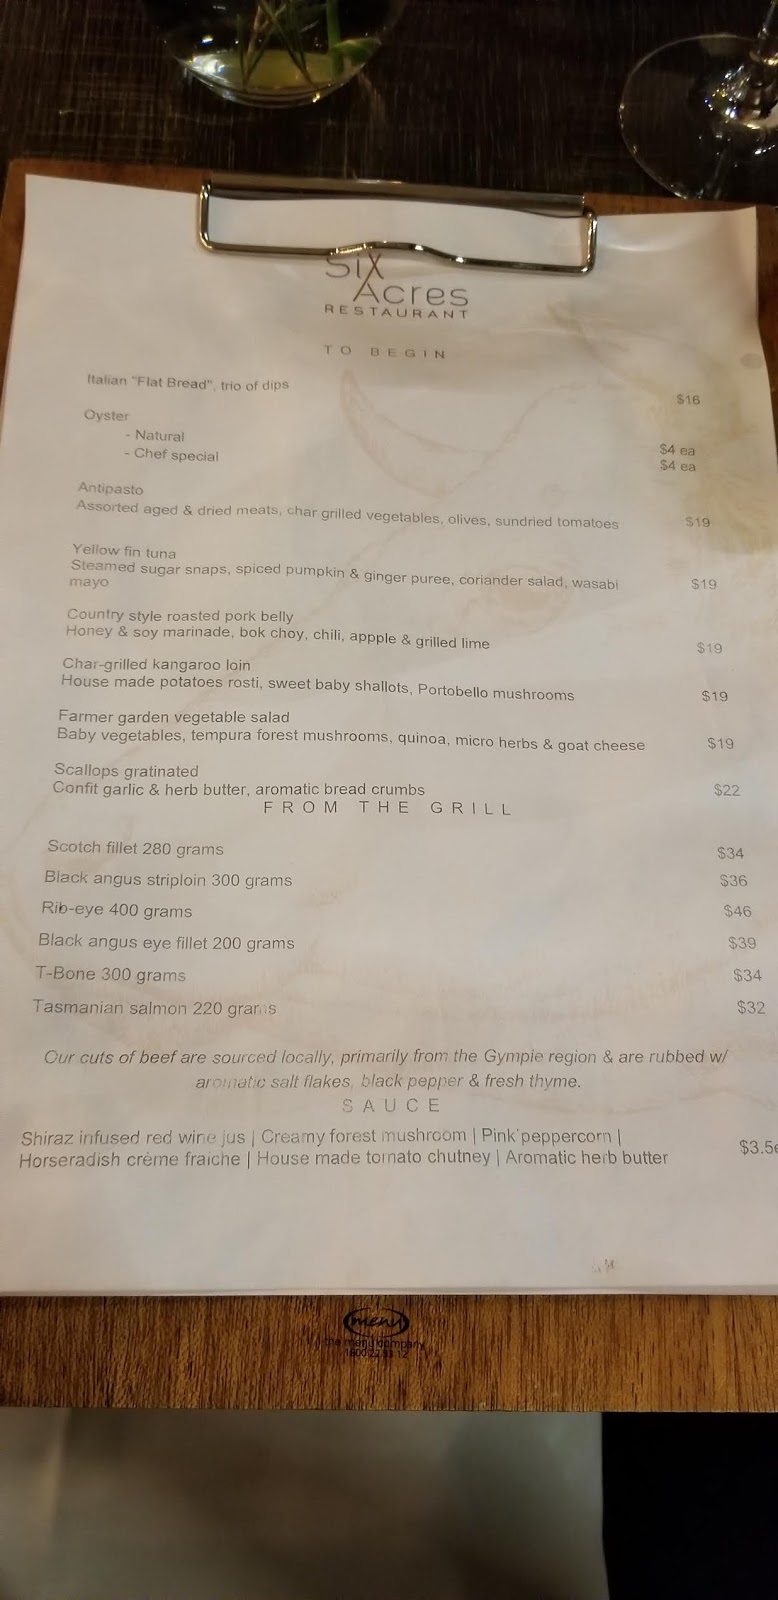 Six
Acres
RESTAURANT
TO BEGIN
Italian "Flat Bread", trio of dips $16
Oyster
- Natural $4 ea
- Chef special $4 ea
Antipasto
Assorted aged & dried meats, char grilled vegetables, olives, sundried tomatoes $19
Yellow fin tuna
Steamed sugar snaps, spiced pumpkin & ginger puree, coriander salad, wasabi $19
mayo
Country style roasted pork belly
Honey & soy marinade, bok choy, chili, appple & grilled lime $19
Char-grilled kangaroo loin
House made potatoes rosti, sweet baby shallots, Portobello mushrooms $19
Farmer garden vegetable salad
Baby vegetables, tempura forest mushrooms, quinoa, micro herbs & goat cheese $19
Scallops gratinated
Confit garlic & herb butter, aromatic bread crumbs $22
FROM THE GRILL
Scotch fillet 280 grams $34
Black angus striploin 300 grams $36
Rib-eye 400 grams $46
Black angus eye fillet 200 grams $39
T-Bone 300 grams $34
Tasmanian salmon 220 grams $32
Our cuts of beef are sourced locally, primarily from the Gympie region & are rubbed w/
aromatic salt flakes, black pepper & fresh thyme.
SAUCE
Shiraz infused red wine jus | Creamy forest mushroom | Pink peppercorn |
Horseradish crème fraiche | House made tomato chutney | Aromatic herb butter $3.5e
menu
the menu company